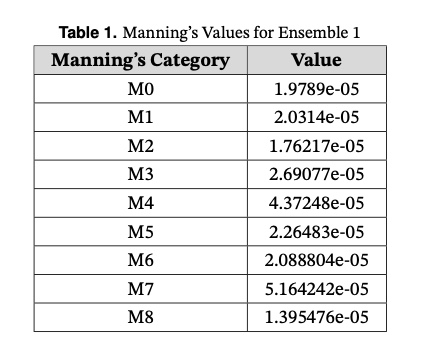 Table 1. Manning's Values for Ensemble 1
Manning's Category Value
M0 1.9789e-05
M1 2.0314e-05
M2 1.76217e-05
M3 2.69077e-05
M4 4.37248e-05
M5 2.26483e-05
M6 2.088804e-05
M7 5.164242e-05
M8 1.395476e-05